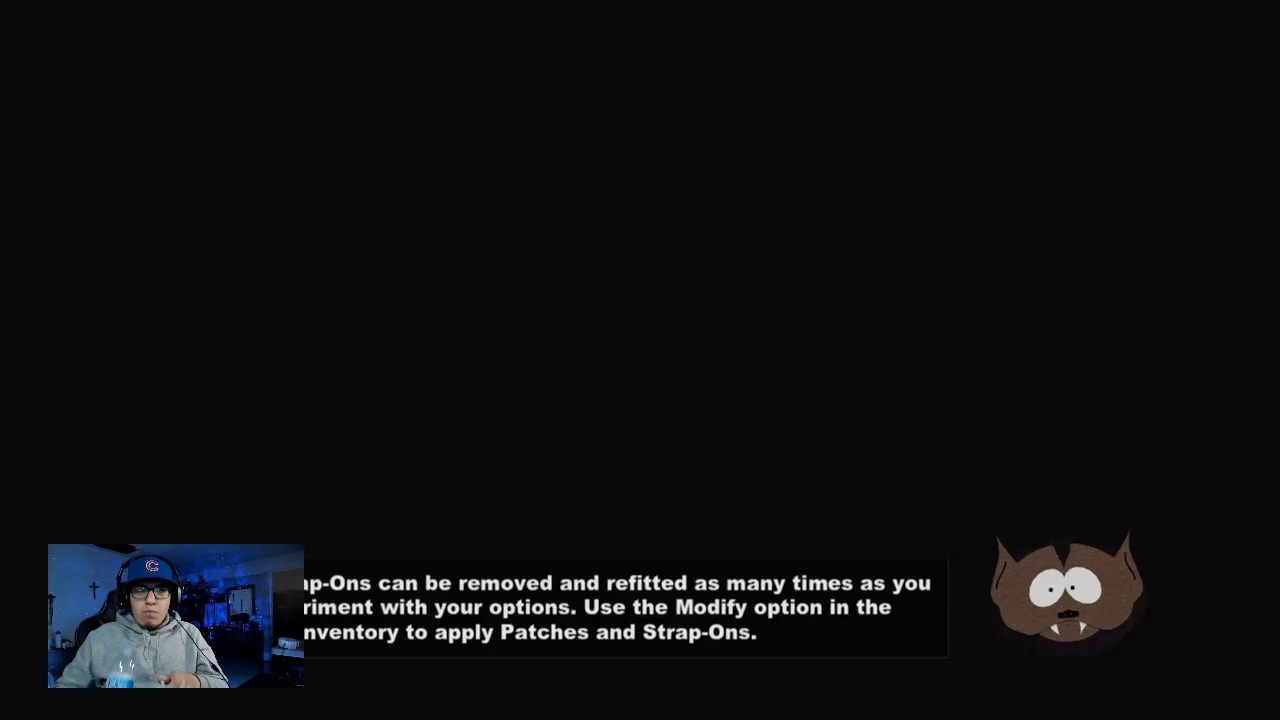 ap-Ons can be removed and refitted as many times as you
riment with your options. Use the Modify option in the
nventory to apply Patches and Strap-Ons.
C